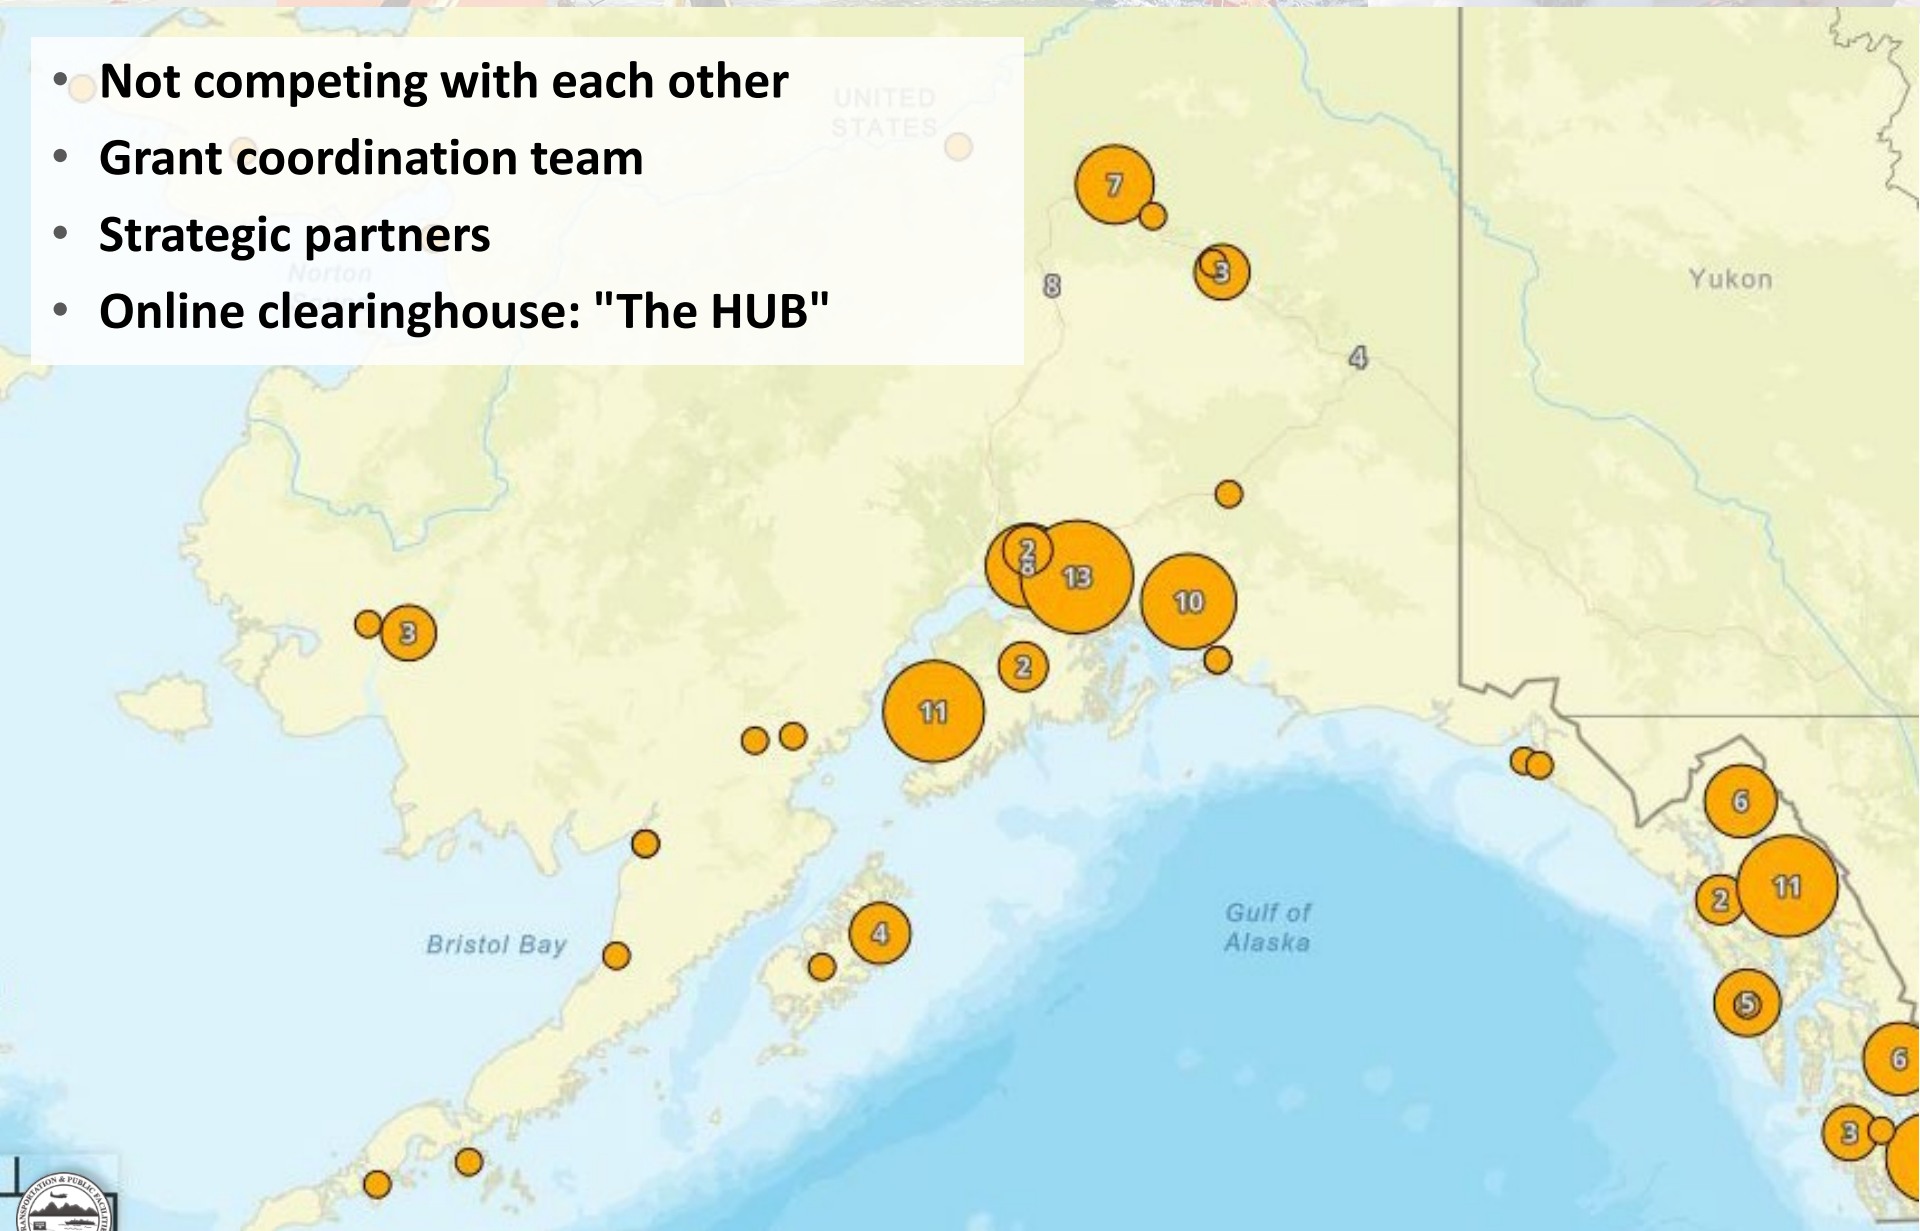 • Not competing with each other
• Grant coordination team
• Strategic partners
• Online clearinghouse: "The HUB"
UNITED
STATES
Norton
7
3
8
Yukon
4
2
8
13
10
3
2
11
6
11
2
Gulf of
Alaska
4
Bristol Bay
5
6
3